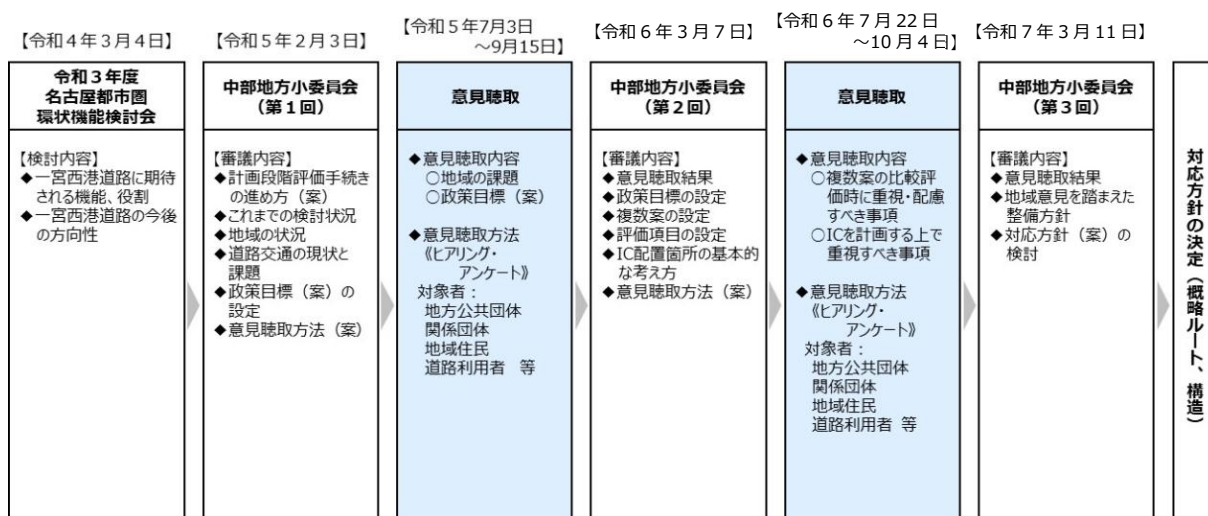 【令和４年３月４日】
令和３年度
名古屋都市圏
環状機能検討会
【検討内容】
◆一宮西港道路に期待
される機能、役割
◆一宮西港道路の今後
の方向性
【令和５年２月３日】
中部地方小委員会
（第１回）
【審議内容】
◆計画段階評価手続き
の進め方（案）
◆これまでの検討状況
◆地域の状況
◆道路交通の現状と
課題
◆政策目標（案）の
設定
◆意見聴取方法（案）
【令和５年7月3日
～9月15日】
意見聴取
◆意見聴取内容
○地域の課題
○政策目標（案）
◆意見聴取方法
《ヒアリング・
アンケート》
対象者：
地方公共団体
関係団体
地域住民
道路利用者　等
【令和６年３月７日】
中部地方小委員会
（第２回）
【審議内容】
◆意見聴取結果
◆政策目標の設定
◆複数案の設定
◆評価項目の設定
◆IC配置箇所の基本的
な考え方
◆意見聴取方法（案）
【令和６年７月22日
～10月４日】
意見聴取
◆意見聴取内容
○複数案の比較評
価時に重視・配慮
すべき事項
○ICを計画する上で
重視すべき事項
◆意見聴取方法
《ヒアリング・
アンケート》
対象者：
地方公共団体
関係団体
地域住民
道路利用者 等
【令和７年３月11日】
中部地方小委員会
（第３回）
【審議内容】
◆意見聴取結果
◆地域意見を踏まえた
整備方針
◆対応方針（案）の
検討
対応方針の決定（概略ルート、構造）